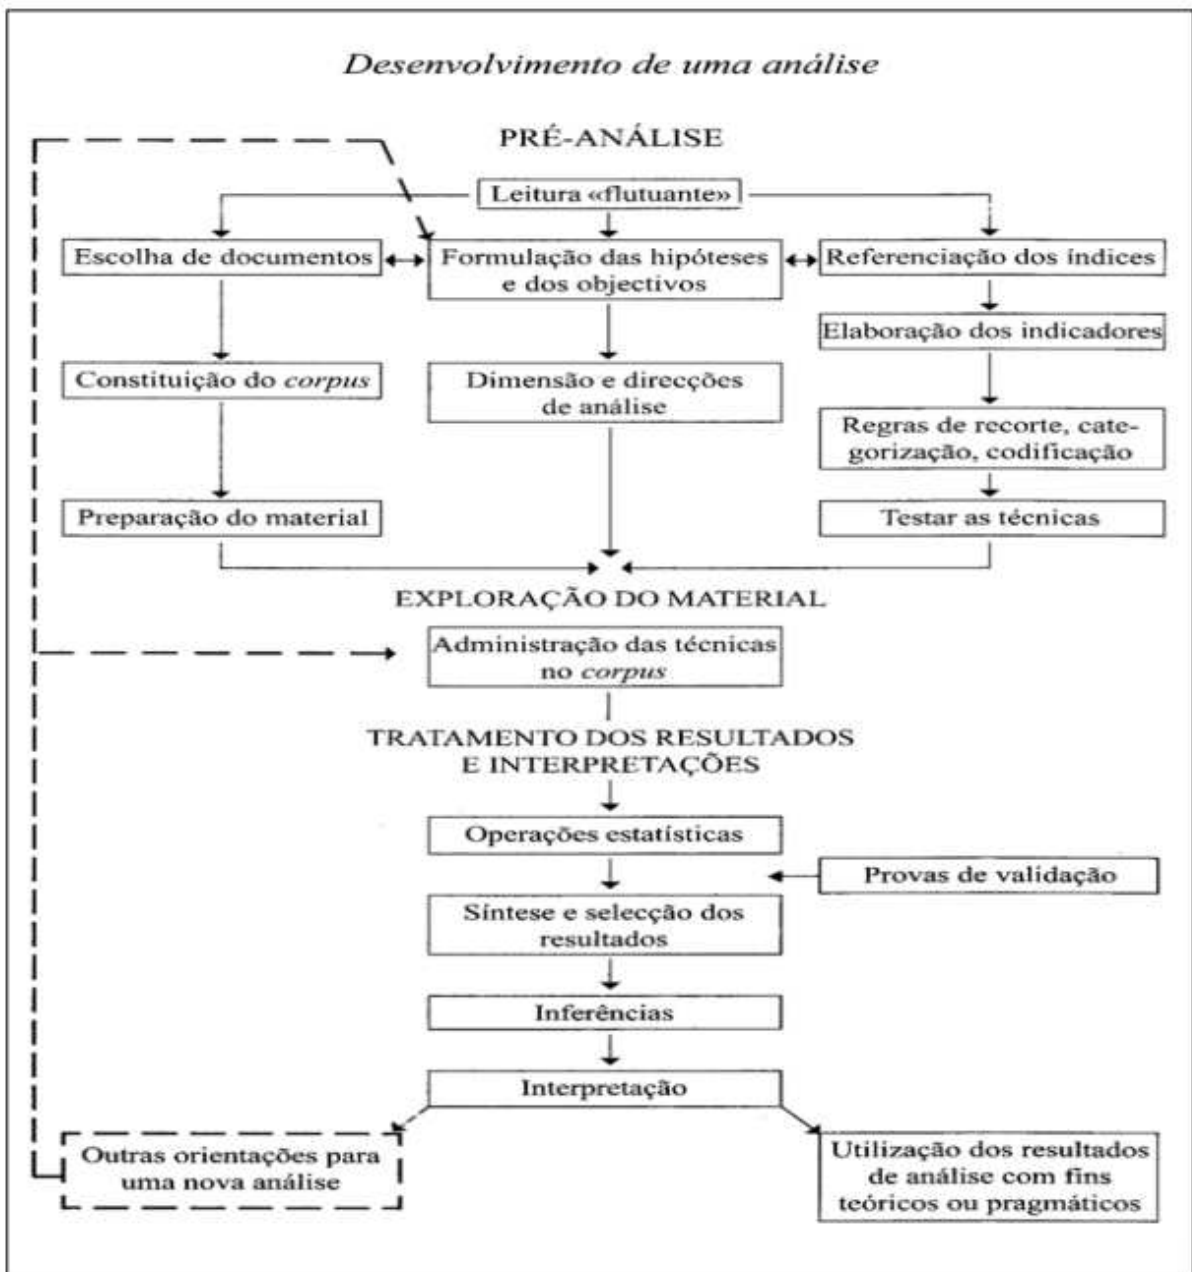 Desenvolvimento de uma análise
PRÉ-ANÁLISE
Leitura «flutuante»
Escolha de documentos
Formulação das hipóteses
e dos objectivos
Referenciação dos índices
Elaboração dos indicadores
Constituição do corpus
Dimensão e direcções
de análise
Regras de recorte, cate-
gorização, codificação
Preparação do material
Testar as técnicas
EXPLORAÇÃO DO MATERIAL
Administração das técnicas
no corpus
TRATAMENTO DOS RESULTADOS
E INTERPRETAÇÕES
Operações estatísticas
Provas de validação
Síntese e selecção dos
resultados
Inferências
Interpretação
Outras orientações para
uma nova análise
Utilização dos resultados
de análise com fins
teóricos ou pragmáticos